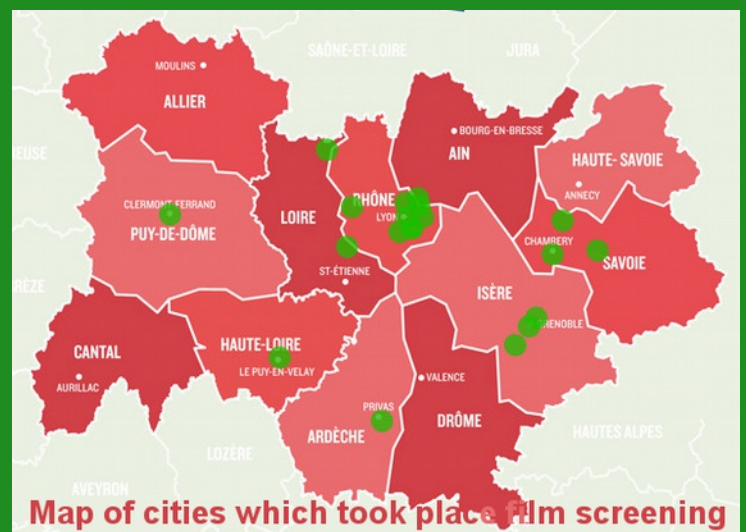 SAÔNE-ET-LOIRE
JURA
MOULINS
ALLIER
BOURG-EN-BRESSE
AIN
HAUTE- SAVOIE
ANNECY
CLERMONT-FERRAND
PUY-DE-DÔME
LOIRE
RHÔNE
LYON
CHAMBERY
SAVOIE
ST-ÉTIENNE
ISÈRE
GRENOBLE
CANTAL
AURILLAC
HAUTE-LOIRE
LE PUY-EN-VELAY
VALENCE
PRIVAS
ARDÈCHE
DRÔME
HAUTES ALPES
LOZÈRE
AVEYRON
Map of cities which took place film screening